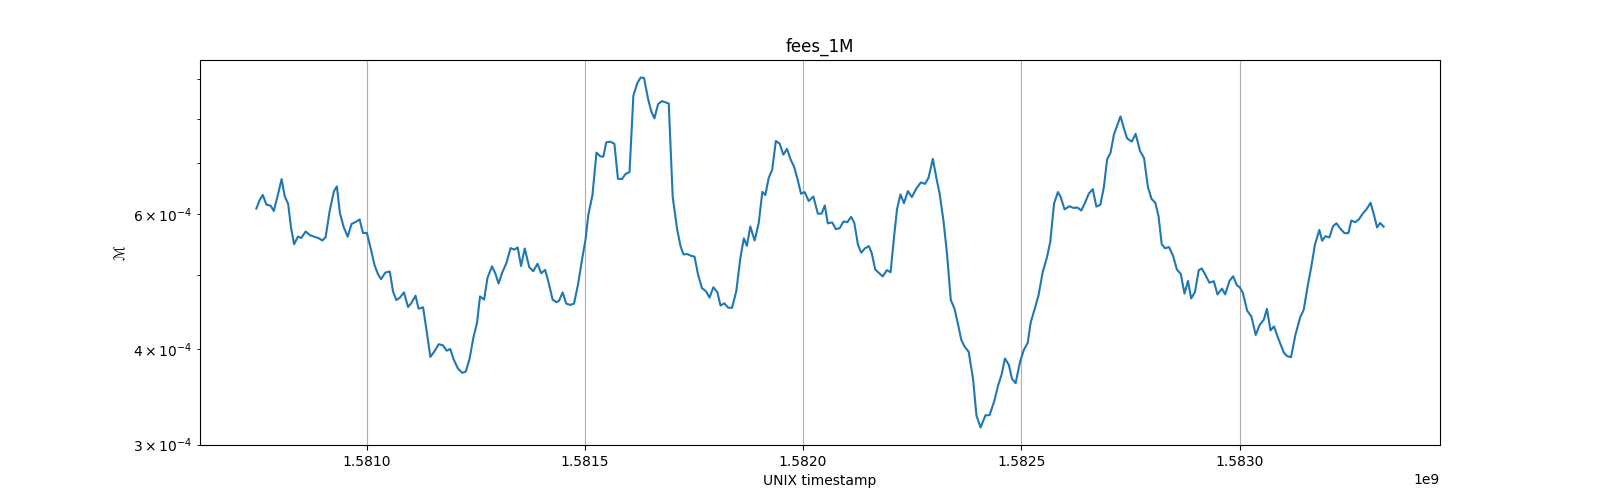 fees_1M
ℳ
6 × 10⁻⁴
4 × 10⁻⁴
3 × 10⁻⁴
1.5810 1.5815 1.5820 1.5825 1.5830
UNIX timestamp 1e9